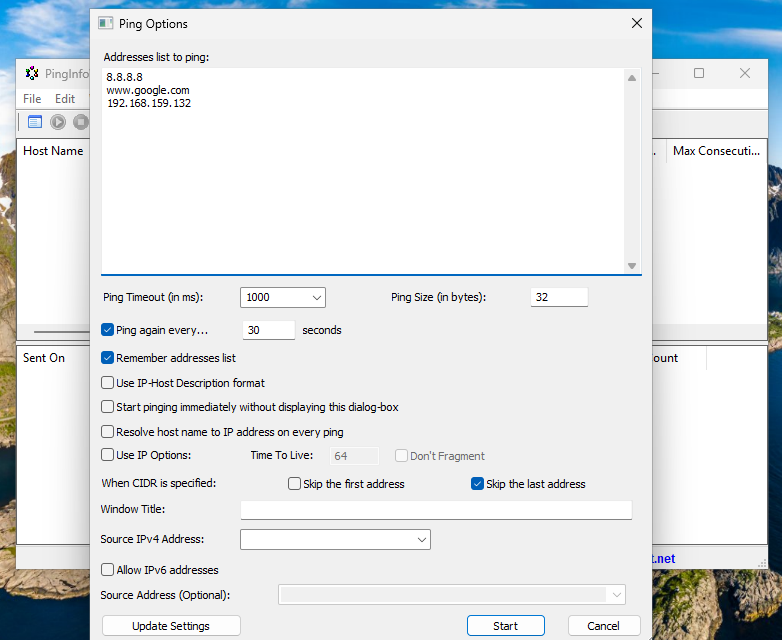 Ping Options
PingInfo
File Edit
Host Name
Max Consecuti...
Sent On
ount
t.net
Addresses list to ping:
8.8.8.8
www.google.com
192.168.159.132
Ping Timeout (in ms): 1000 Ping Size (in bytes): 32
Ping again every... 30 seconds
Remember addresses list
Use IP-Host Description format
Start pinging immediately without displaying this dialog-box
Resolve host name to IP address on every ping
Use IP Options: Time To Live: 64 Don't Fragment
When CIDR is specified: Skip the first address Skip the last address
Window Title:
Source IPv4 Address:
Allow IPv6 addresses
Source Address (Optional):
Update Settings Start Cancel